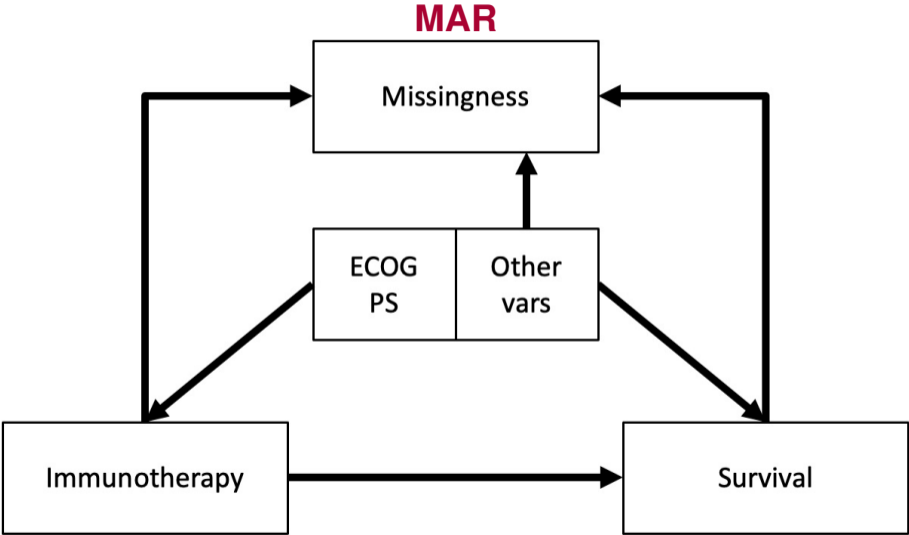 MAR
Missingness
ECOG
PS
Other
vars
Immunotherapy
Survival